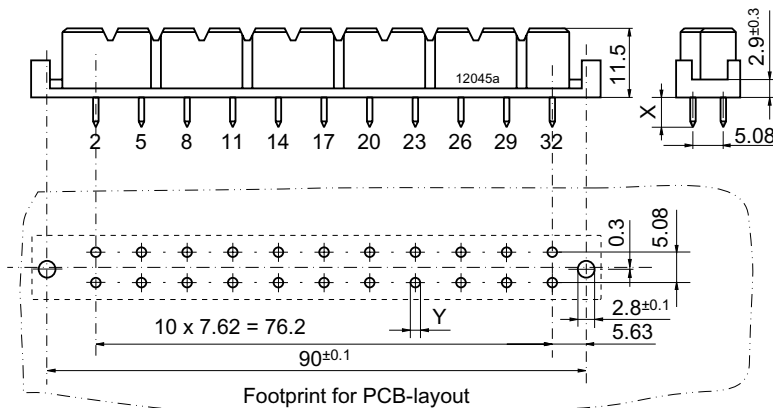 12045a
11.5
2.9±0.3
X
5.08
2 5 8 11 14 17 20 23 26 29 32
0.3
5.08
10 x 7.62 = 76.2
Y
2.8±0.1
5.63
90±0.1
Footprint for PCB-layout